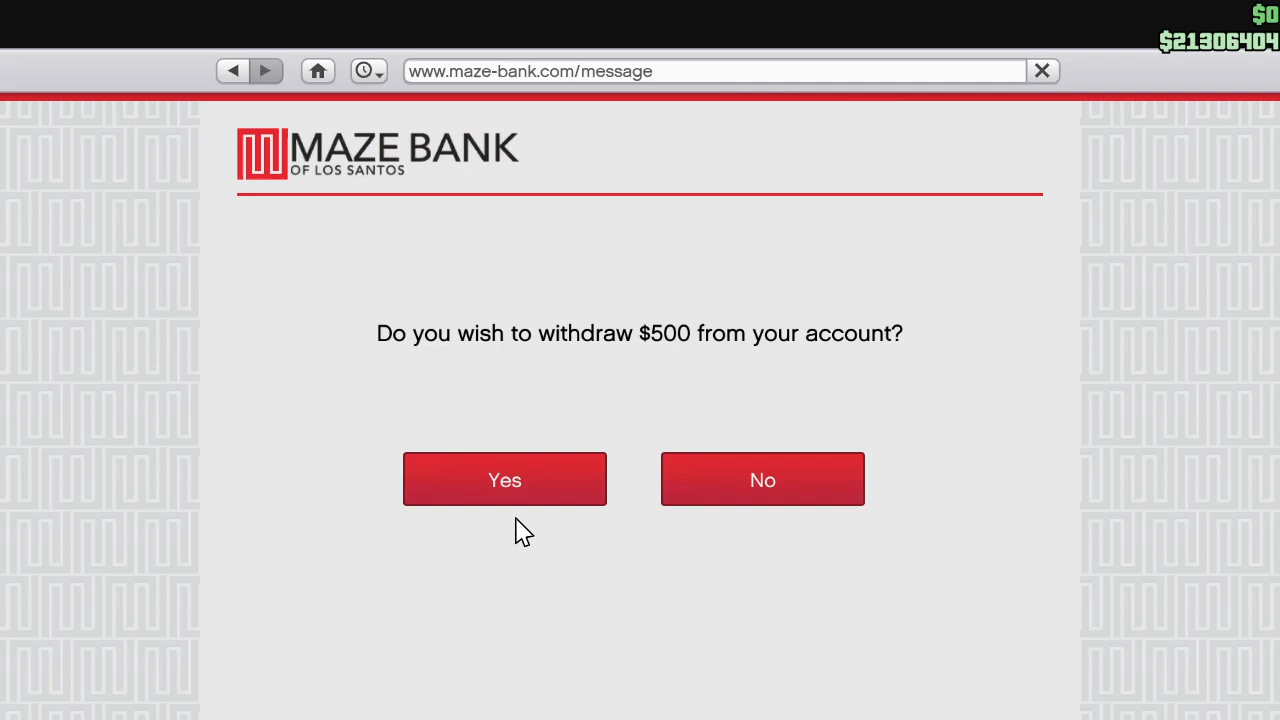 $0
$21306404
www.maze-bank.com/message
MAZE BANK
OF LOS SANTOS
Do you wish to withdraw $500 from your account?
Yes
No